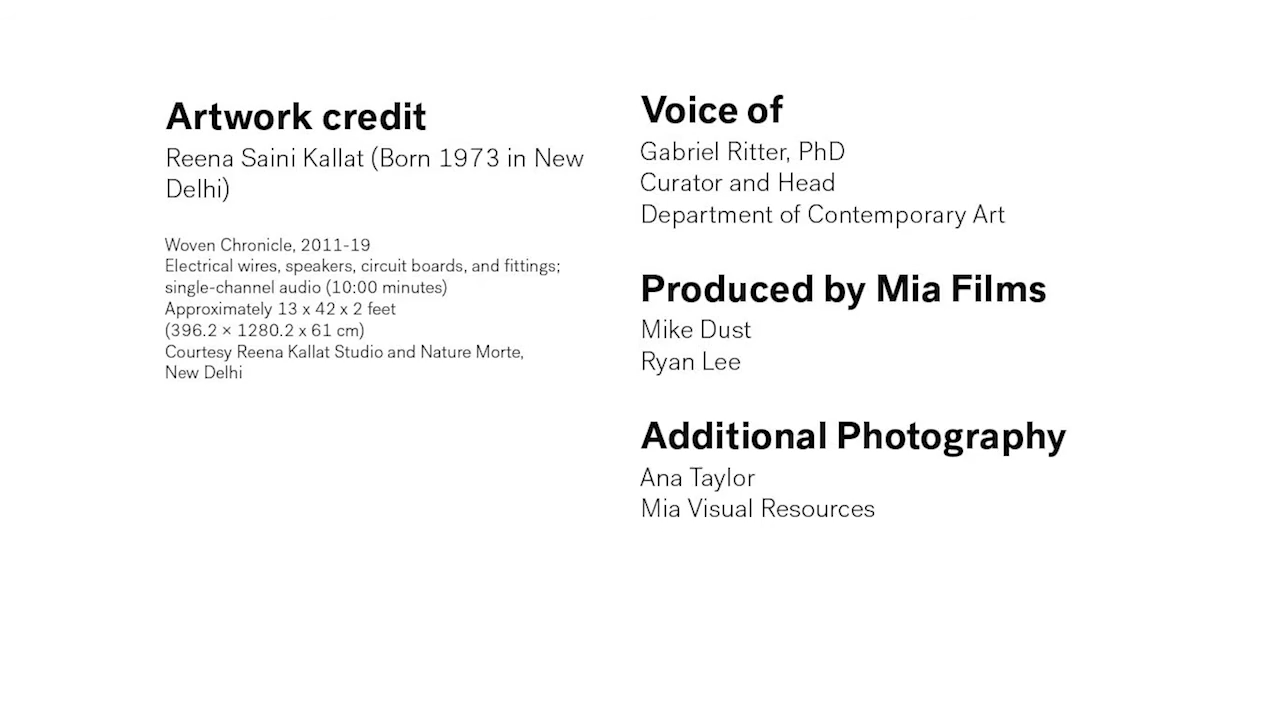 Artwork credit
Reena Saini Kallat (Born 1973 in New
Delhi)
Woven Chronicle, 2011-19
Electrical wires, speakers, circuit boards, and fittings;
single-channel audio (10:00 minutes)
Approximately 13 x 42 x 2 feet
(396.2 × 1280.2 x 61 cm)
Courtesy Reena Kallat Studio and Nature Morte,
New Delhi
Voice of
Gabriel Ritter, PhD
Curator and Head
Department of Contemporary Art
Produced by Mia Films
Mike Dust
Ryan Lee
Additional Photography
Ana Taylor
Mia Visual Resources